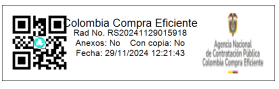 Colombia Compra Eficiente
Rad No. RS20241129015918
Anexos: No Con copia: No
Fecha: 29/11/2024 12:21:43
Agencia Nacional
de Contratación Pública
Colombia Compra Eficiente